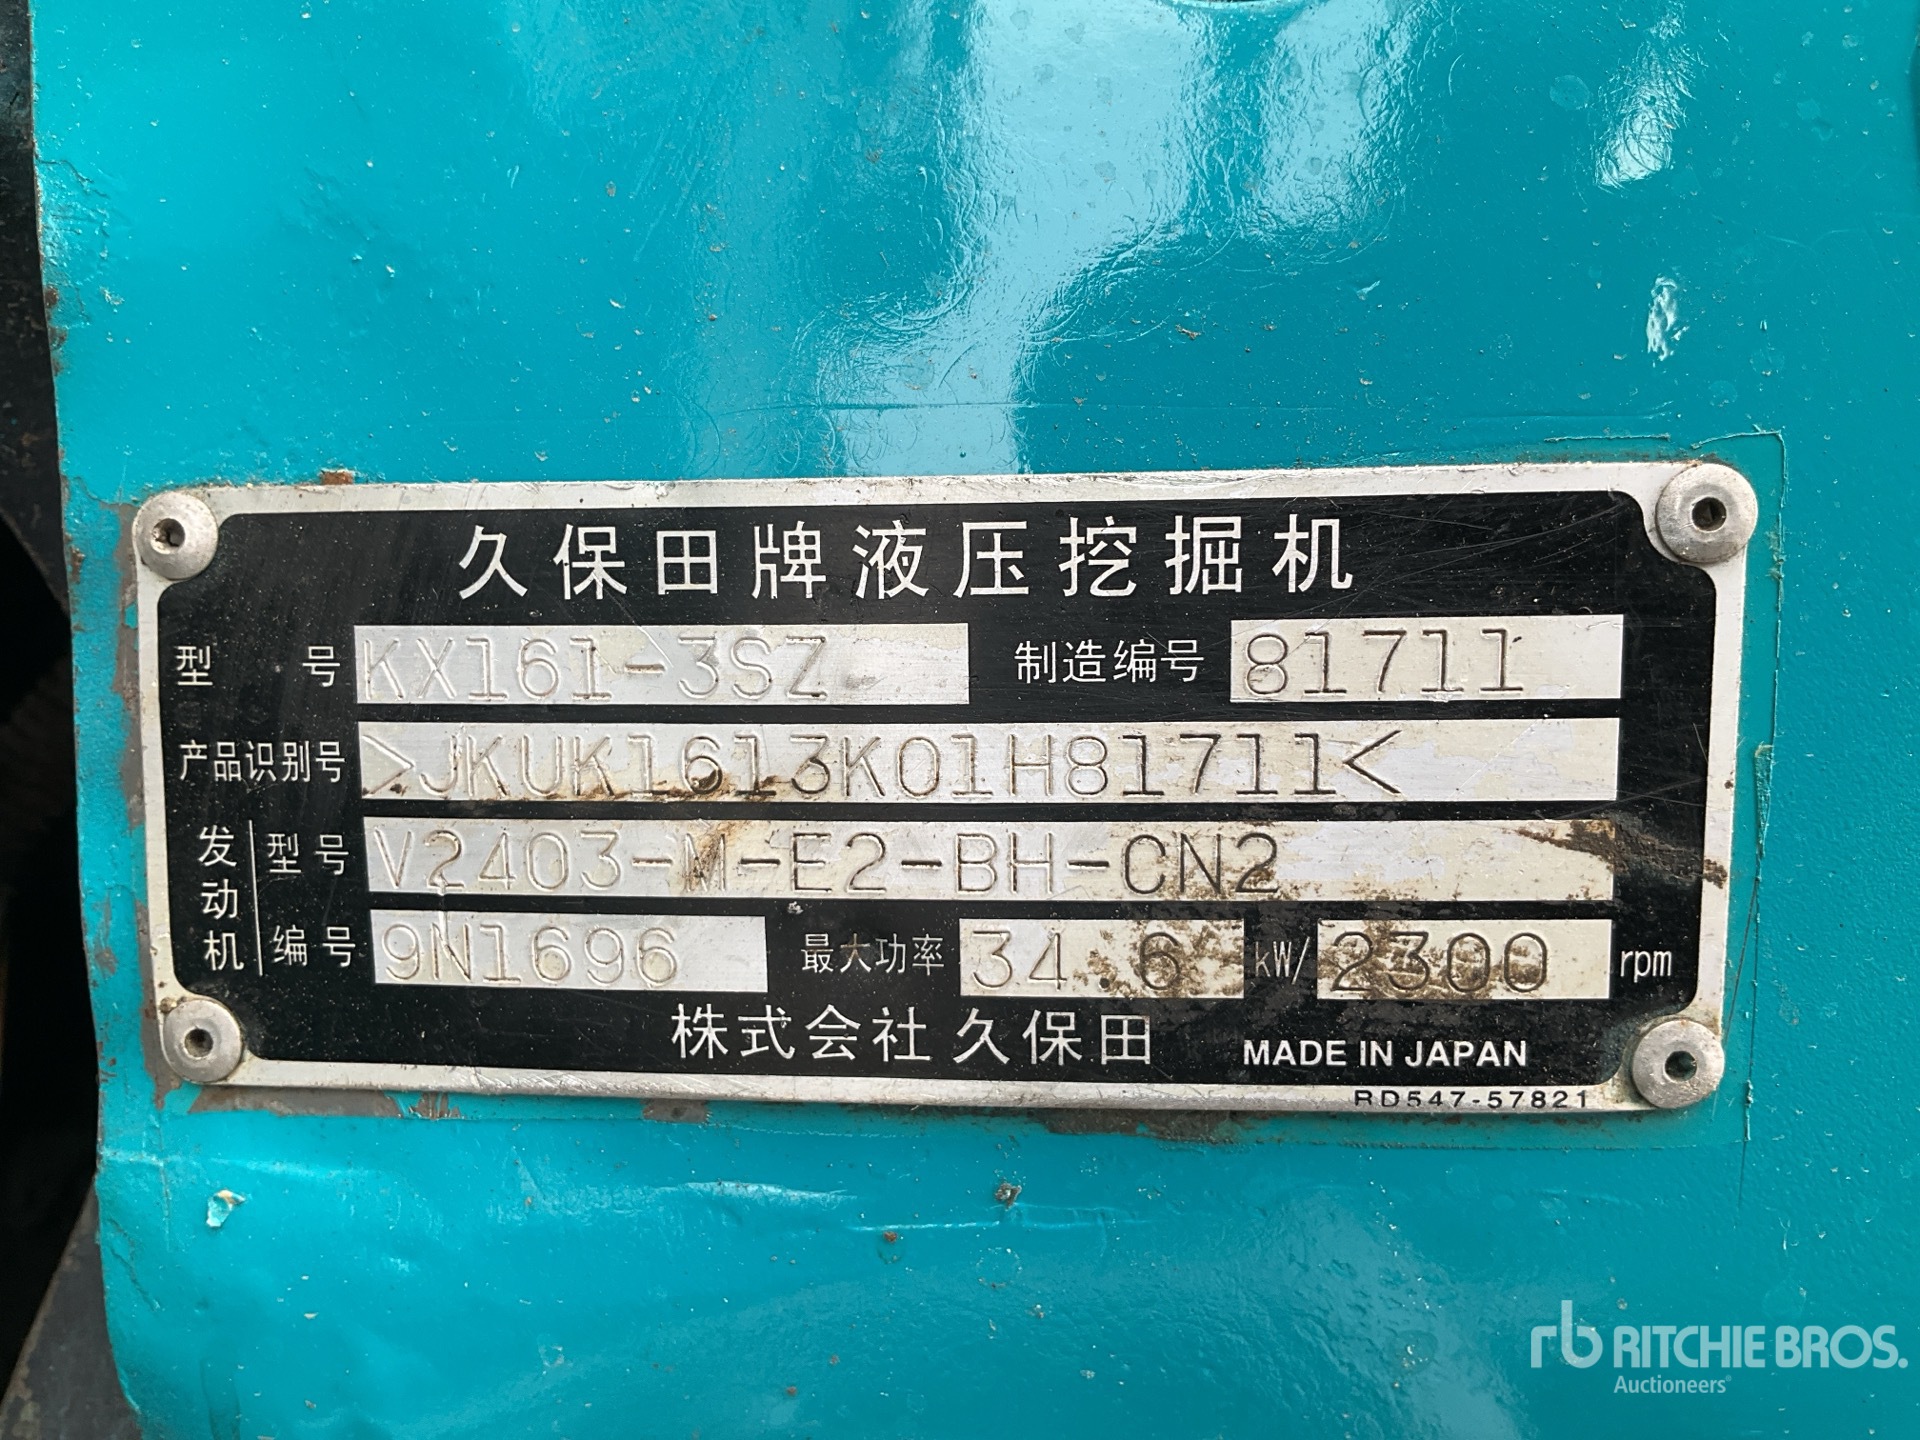 久保田牌液压挖掘机
型号 KX161-3SZ 制造编号 81711
产品识别号 >JKUK1613K01H81711<
发动机 型号 V2403-M-E2-BH-CN2
编号 9N1696 最大功率 34.6 kW/ 2300 rpm
株式会社久保田 MADE IN JAPAN
RD547-57821
rb RITCHIE BROS.
Auctioneers